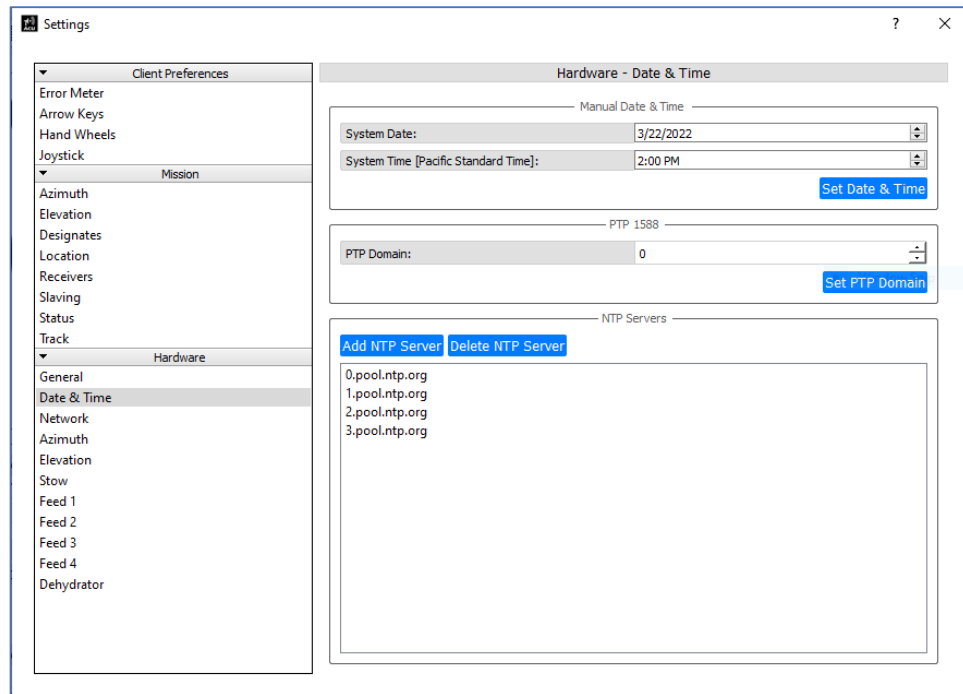 Settings
?
Client Preferences
Error Meter
Arrow Keys
Hand Wheels
Joystick
Mission
Azimuth
Elevation
Designates
Location
Receivers
Slaving
Status
Track
Hardware
General
Date & Time
Network
Azimuth
Elevation
Stow
Feed 1
Feed 2
Feed 3
Feed 4
Dehydrator
Hardware - Date & Time
Manual Date & Time
System Date: 3/22/2022
System Time [Pacific Standard Time]: 2:00 PM
Set Date & Time
PTP 1588
PTP Domain: 0
Set PTP Domain
NTP Servers
Add NTP Server Delete NTP Server
0.pool.ntp.org
1.pool.ntp.org
2.pool.ntp.org
3.pool.ntp.org